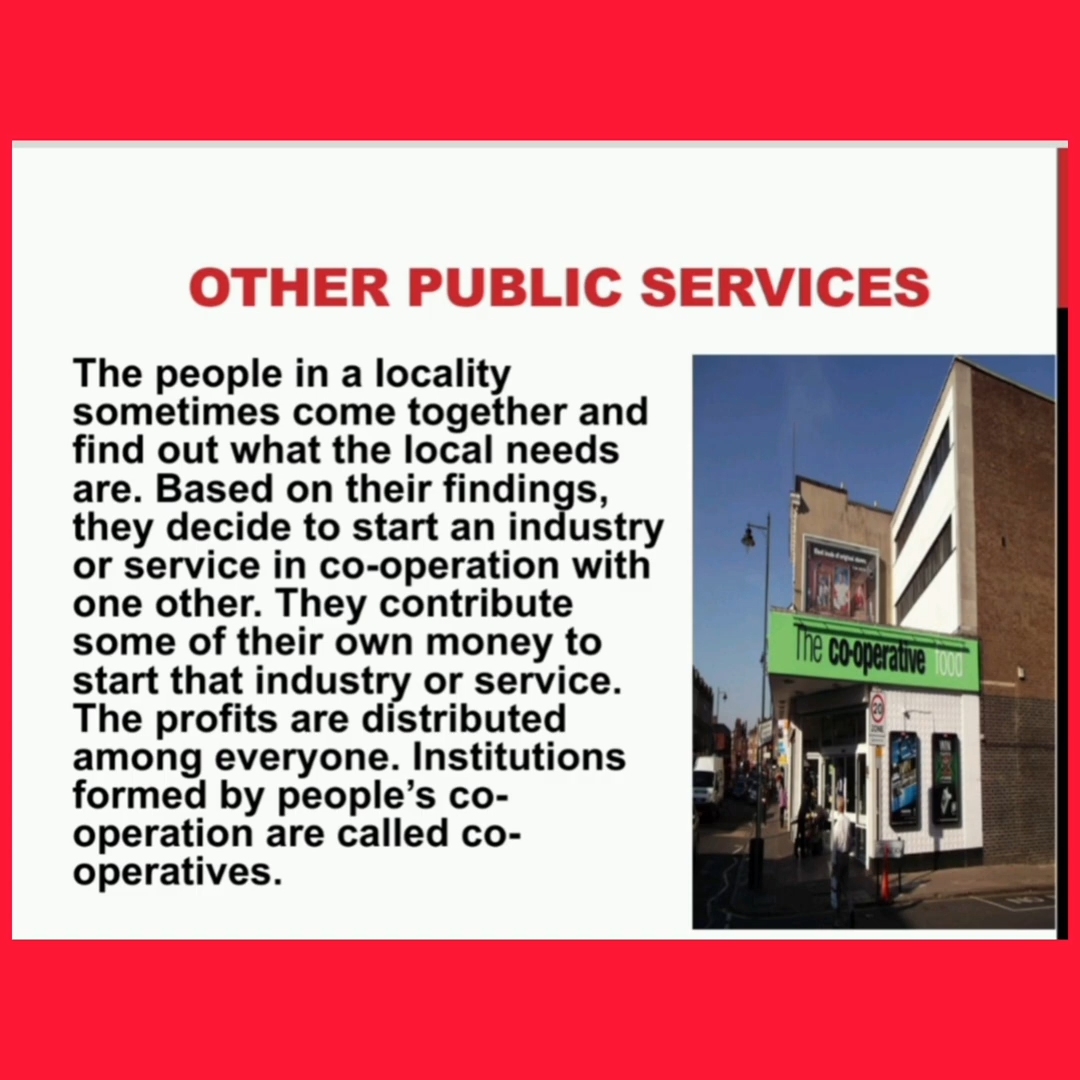 OTHER PUBLIC SERVICES
The people in a locality
sometimes come together and
find out what the local needs
are. Based on their findings,
they decide to start an industry
or service in co-operation with
one other. They contribute
some of their own money to
start that industry or service.
The profits are distributed
among everyone. Institutions
formed by people’s co-
operation are called co-
operatives.
The co-operative food
20
ZONE